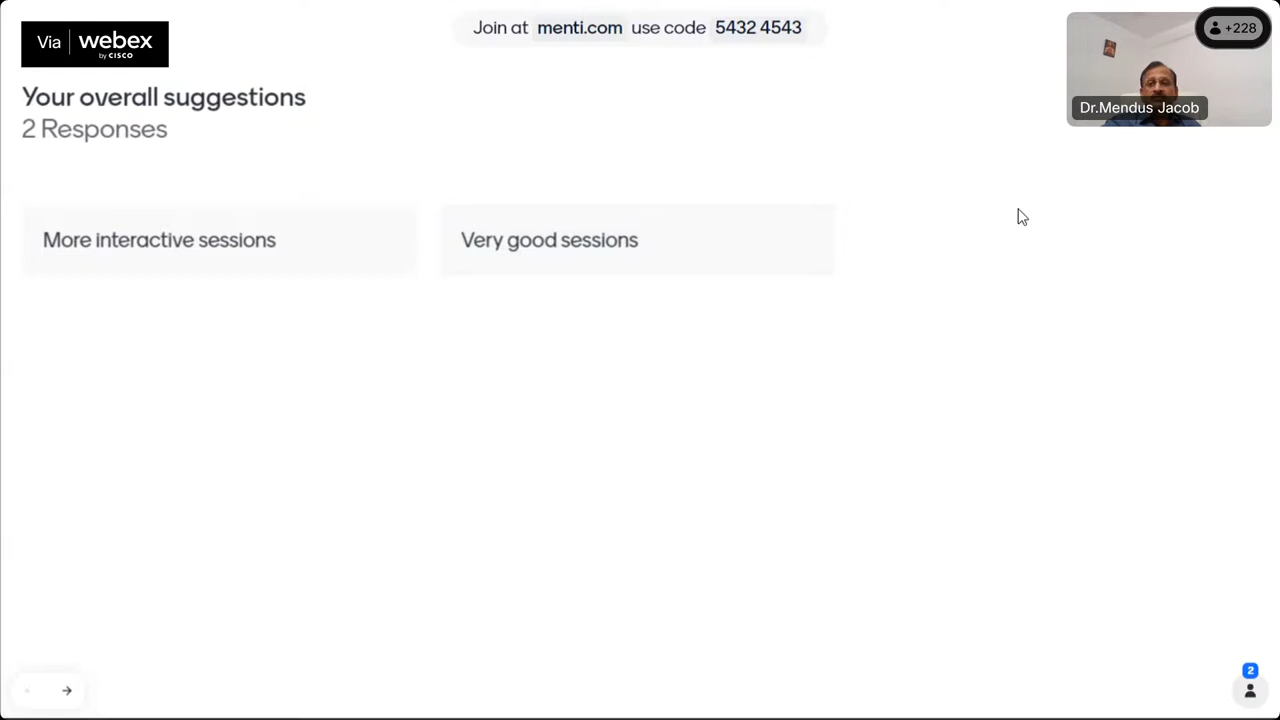 Join at menti.com use code 5432 4543
Via webex
by CISCO
+228
Dr.Mendus Jacob
Your overall suggestions
2 Responses
More interactive sessions
Very good sessions
2